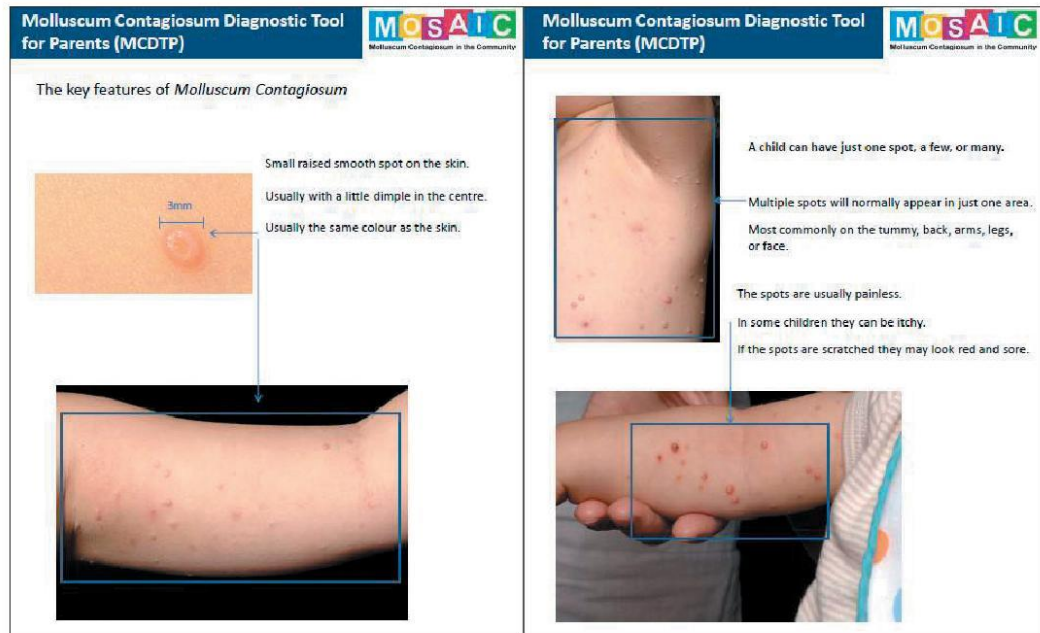 Molluscum Contagiosum Diagnostic Tool
for Parents (MCDTP)
MOSAIC
Molluscum Contagiosum in the Community
The key features of Molluscum Contagiosum
Small raised smooth spot on the skin.
Usually with a little dimple in the centre.
Usually the same colour as the skin.
3mm
Molluscum Contagiosum Diagnostic Tool
for Parents (MCDTP)
MOSAIC
Molluscum Contagiosum in the Community
A child can have just one spot, a few, or many.
Multiple spots will normally appear in just one area.
Most commonly on the tummy, back, arms, legs,
or face.
The spots are usually painless.
In some children they can be itchy.
If the spots are scratched they may look red and sore.